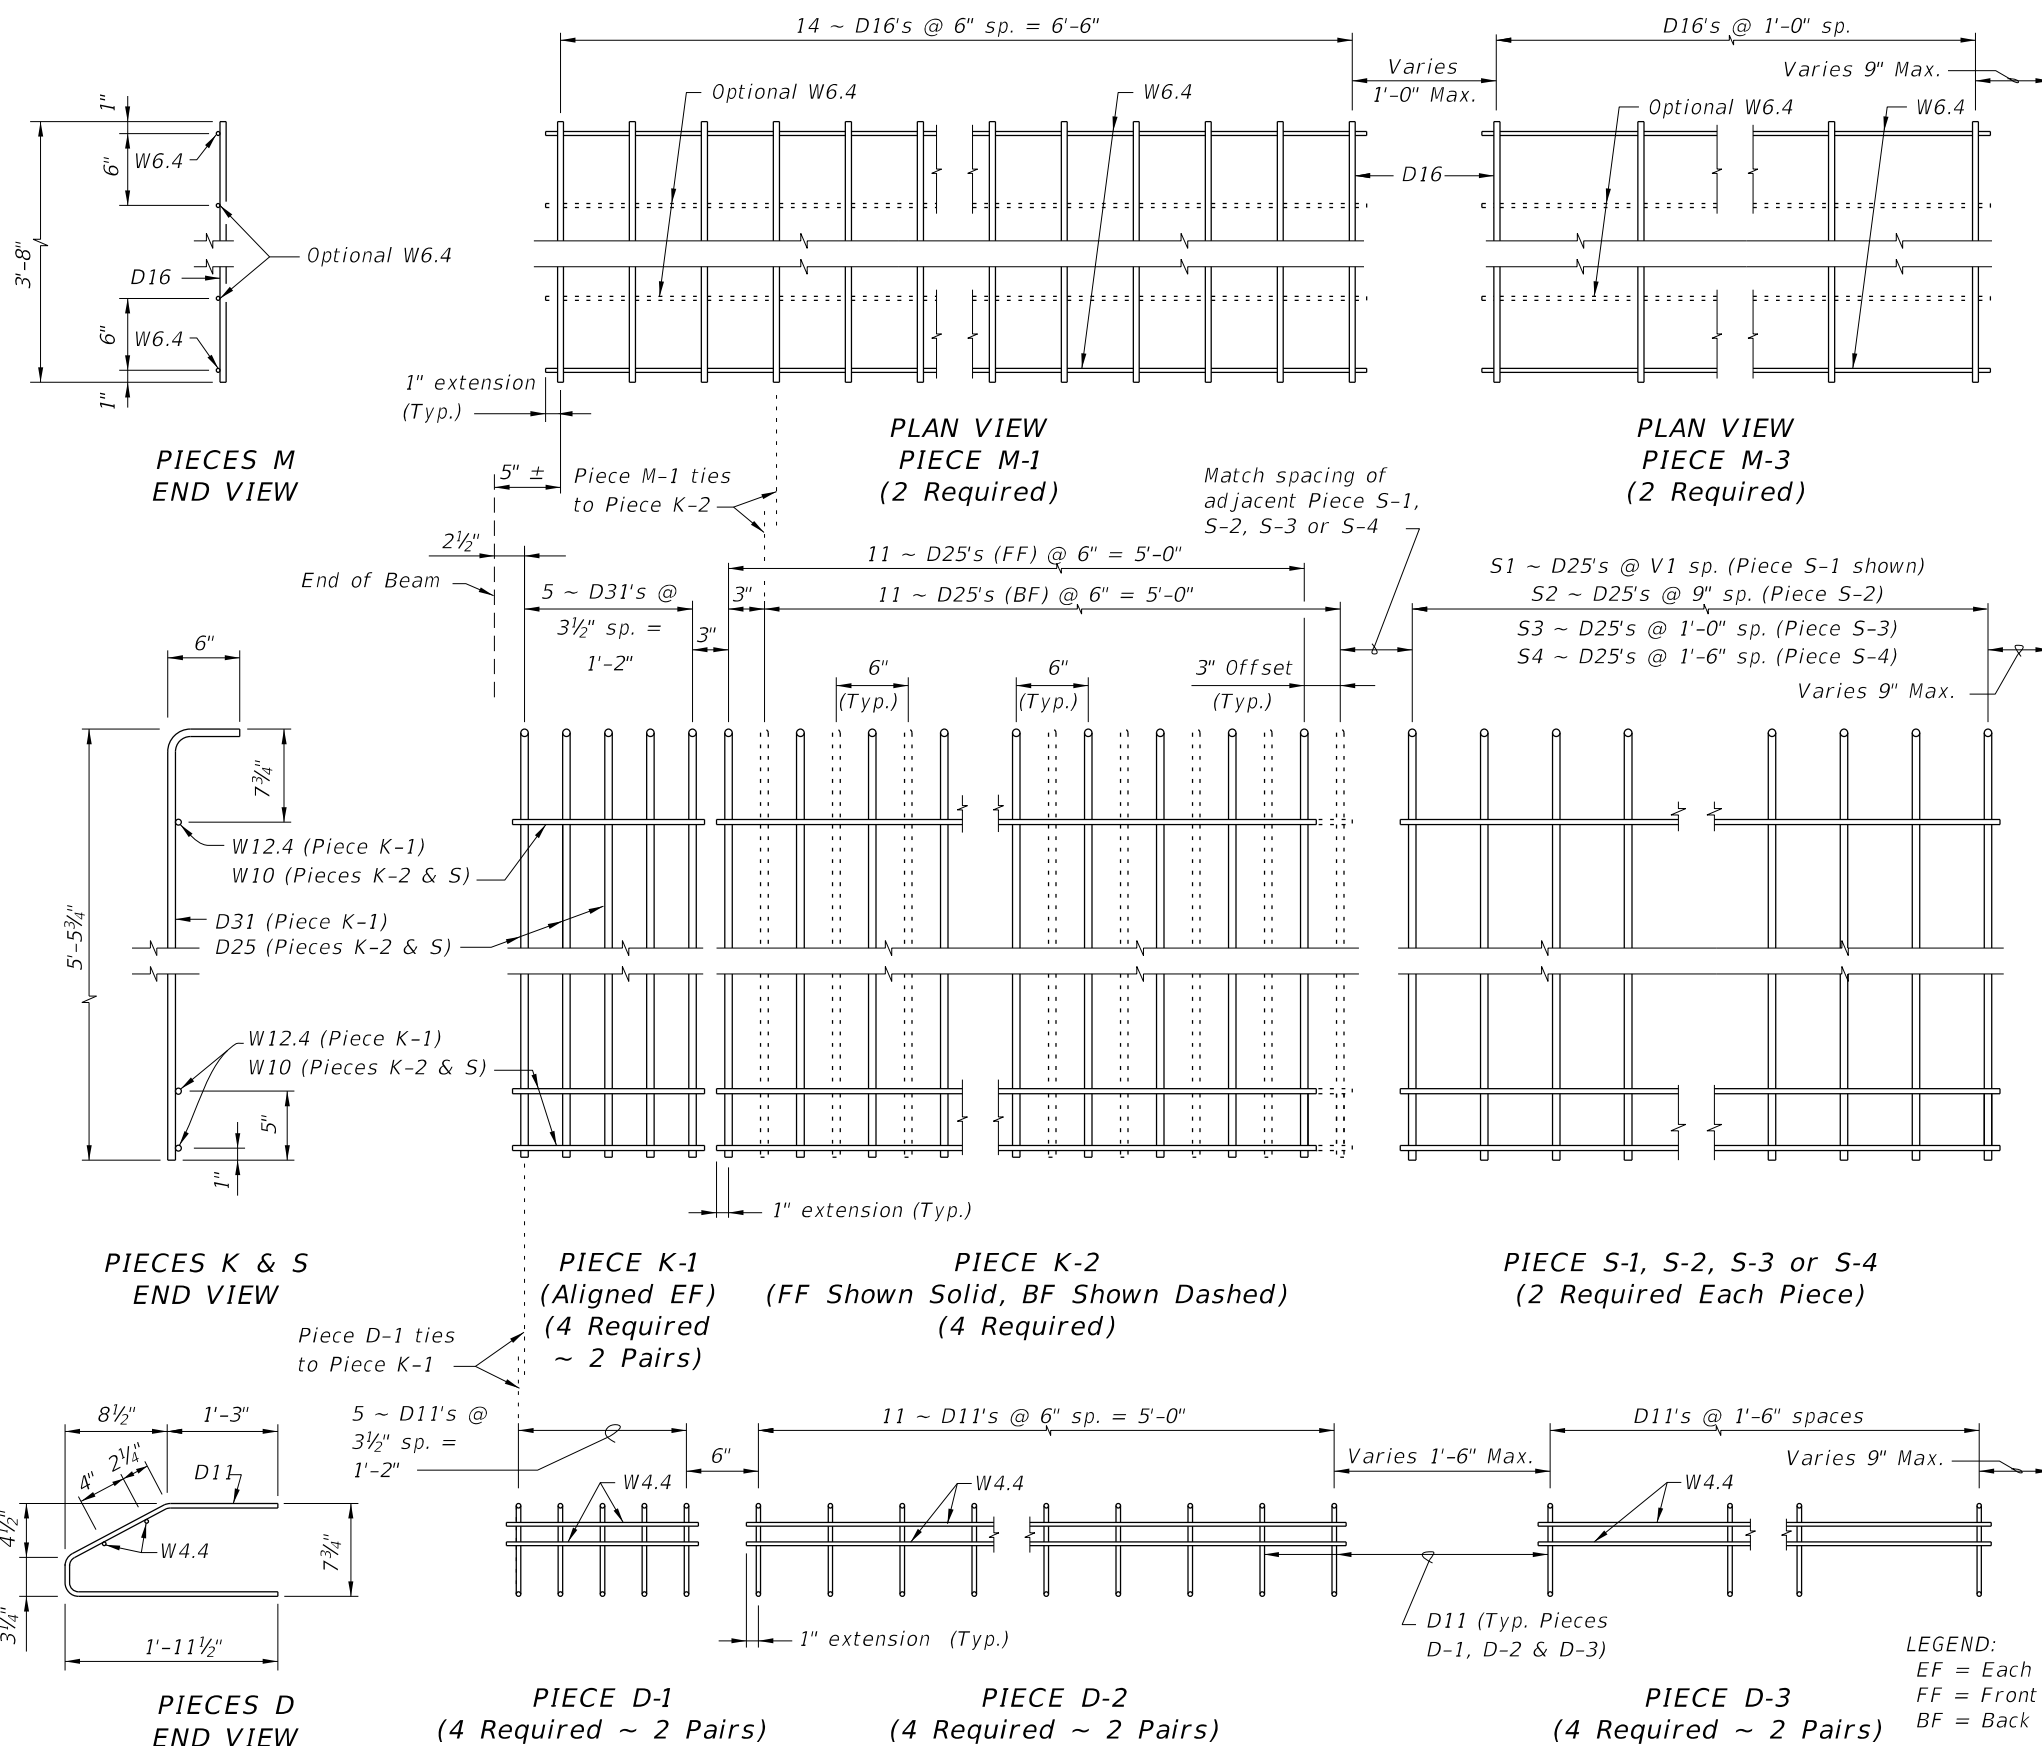 14 ~ D16's @ 6" sp. = 6'-6"
D16's @ 1'-0" sp.
Varies
1'-0" Max.
Varies 9" Max.
1"
6"
W6.4
3'-8"
Optional W6.4
D16
6"
W6.4
1"
Optional W6.4
W6.4
D16
Optional W6.4
W6.4
1" extension
(Typ.)
PIECES M
END VIEW
PLAN VIEW
PIECE M-1
(2 Required)
PLAN VIEW
PIECE M-3
(2 Required)
5" ±
Piece M-1 ties
to Piece K-2
Match spacing of
adjacent Piece S-1,
S-2, S-3 or S-4
2½"
End of Beam
5 ~ D31's @
3½" sp. =
1'-2"
3"
3"
11 ~ D25's (FF) @ 6" = 5'-0"
11 ~ D25's (BF) @ 6" = 5'-0"
6"
(Typ.)
6"
(Typ.)
3" Offset
(Typ.)
S1 ~ D25's @ V1 sp. (Piece S-1 shown)
S2 ~ D25's @ 9" sp. (Piece S-2)
S3 ~ D25's @ 1'-0" sp. (Piece S-3)
S4 ~ D25's @ 1'-6" sp. (Piece S-4)
Varies 9" Max.
6"
7¾"
W12.4 (Piece K-1)
W10 (Pieces K-2 & S)
5'-5¾"
D31 (Piece K-1)
D25 (Pieces K-2 & S)
W12.4 (Piece K-1)
W10 (Pieces K-2 & S)
5"
1"
1" extension (Typ.)
PIECES K & S
END VIEW
PIECE K-1
(Aligned EF)
(4 Required
~ 2 Pairs)
PIECE K-2
(FF Shown Solid, BF Shown Dashed)
(4 Required)
PIECE S-1, S-2, S-3 or S-4
(2 Required Each Piece)
Piece D-1 ties
to Piece K-1
8½"
1'-3"
4"
2¼"
D11
4½"
W4.4
7¾"
3¼"
1'-11½"
5 ~ D11's @
3½" sp. =
1'-2"
6"
W4.4
11 ~ D11's @ 6" sp. = 5'-0"
W4.4
Varies 1'-6" Max.
D11's @ 1'-6" spaces
Varies 9" Max.
W4.4
1" extension (Typ.)
D11 (Typ. Pieces
D-1, D-2 & D-3)
LEGEND:
EF = Each
FF = Front
BF = Back
PIECES D
END VIEW
PIECE D-1
(4 Required ~ 2 Pairs)
PIECE D-2
(4 Required ~ 2 Pairs)
PIECE D-3
(4 Required ~ 2 Pairs)